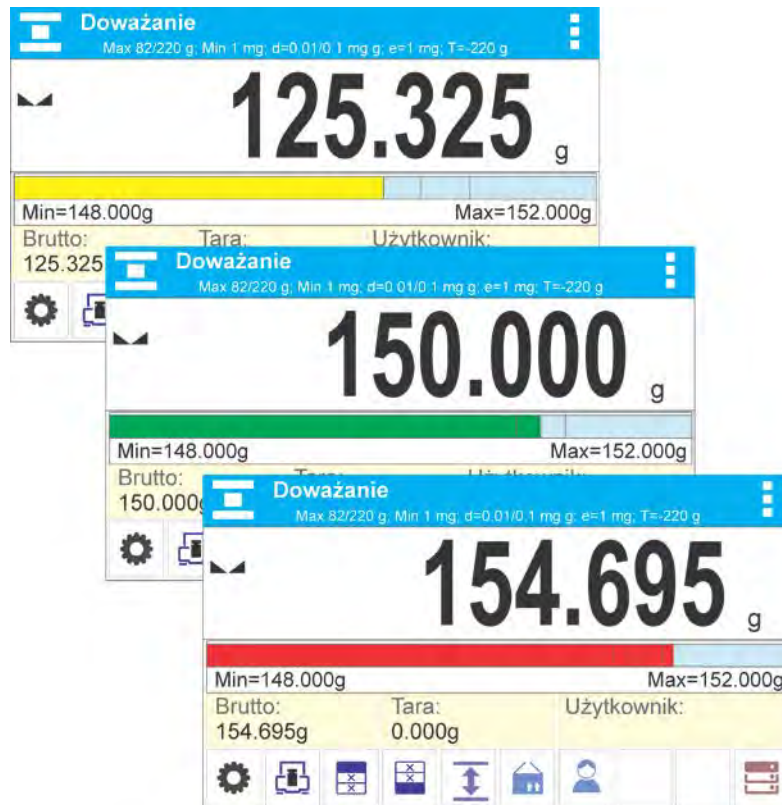 Doważanie
Max 82/220 g; Min 1 mg; d=0.01/0.1 mg g; e=1 mg; T=-220 g
125.325 g
Min=148.000g Max=152.000g
Brutto: Tara: Użytkownik:
125.325
Doważanie
Max 82/220 g; Min 1 mg; d=0.01/0.1 mg g; e=1 mg; T=-220 g
150.000 g
Min=148.000g Max=152.000g
Brutto:
150.000g
Doważanie
Max 82/220 g; Min 1 mg; d=0.01/0.1 mg g; e=1 mg; T=-220 g
154.695 g
Min=148.000g Max=152.000g
Brutto: Tara: Użytkownik:
154.695g 0.000g